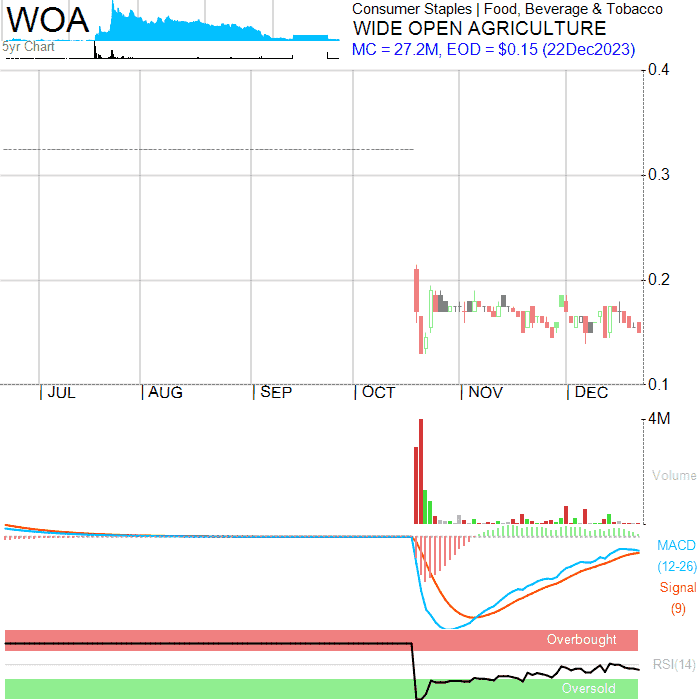 WOA
5yr Chart
Consumer Staples | Food, Beverage & Tobacco
WIDE OPEN AGRICULTURE
MC = 27.2M, EOD = $0.15 (22Dec2023)
0.4
0.3
0.2
0.1
JUL AUG SEP OCT NOV DEC
4M
Volume
MACD
(12-26)
Signal
(9)
Overbought
RSI(14)
Oversold